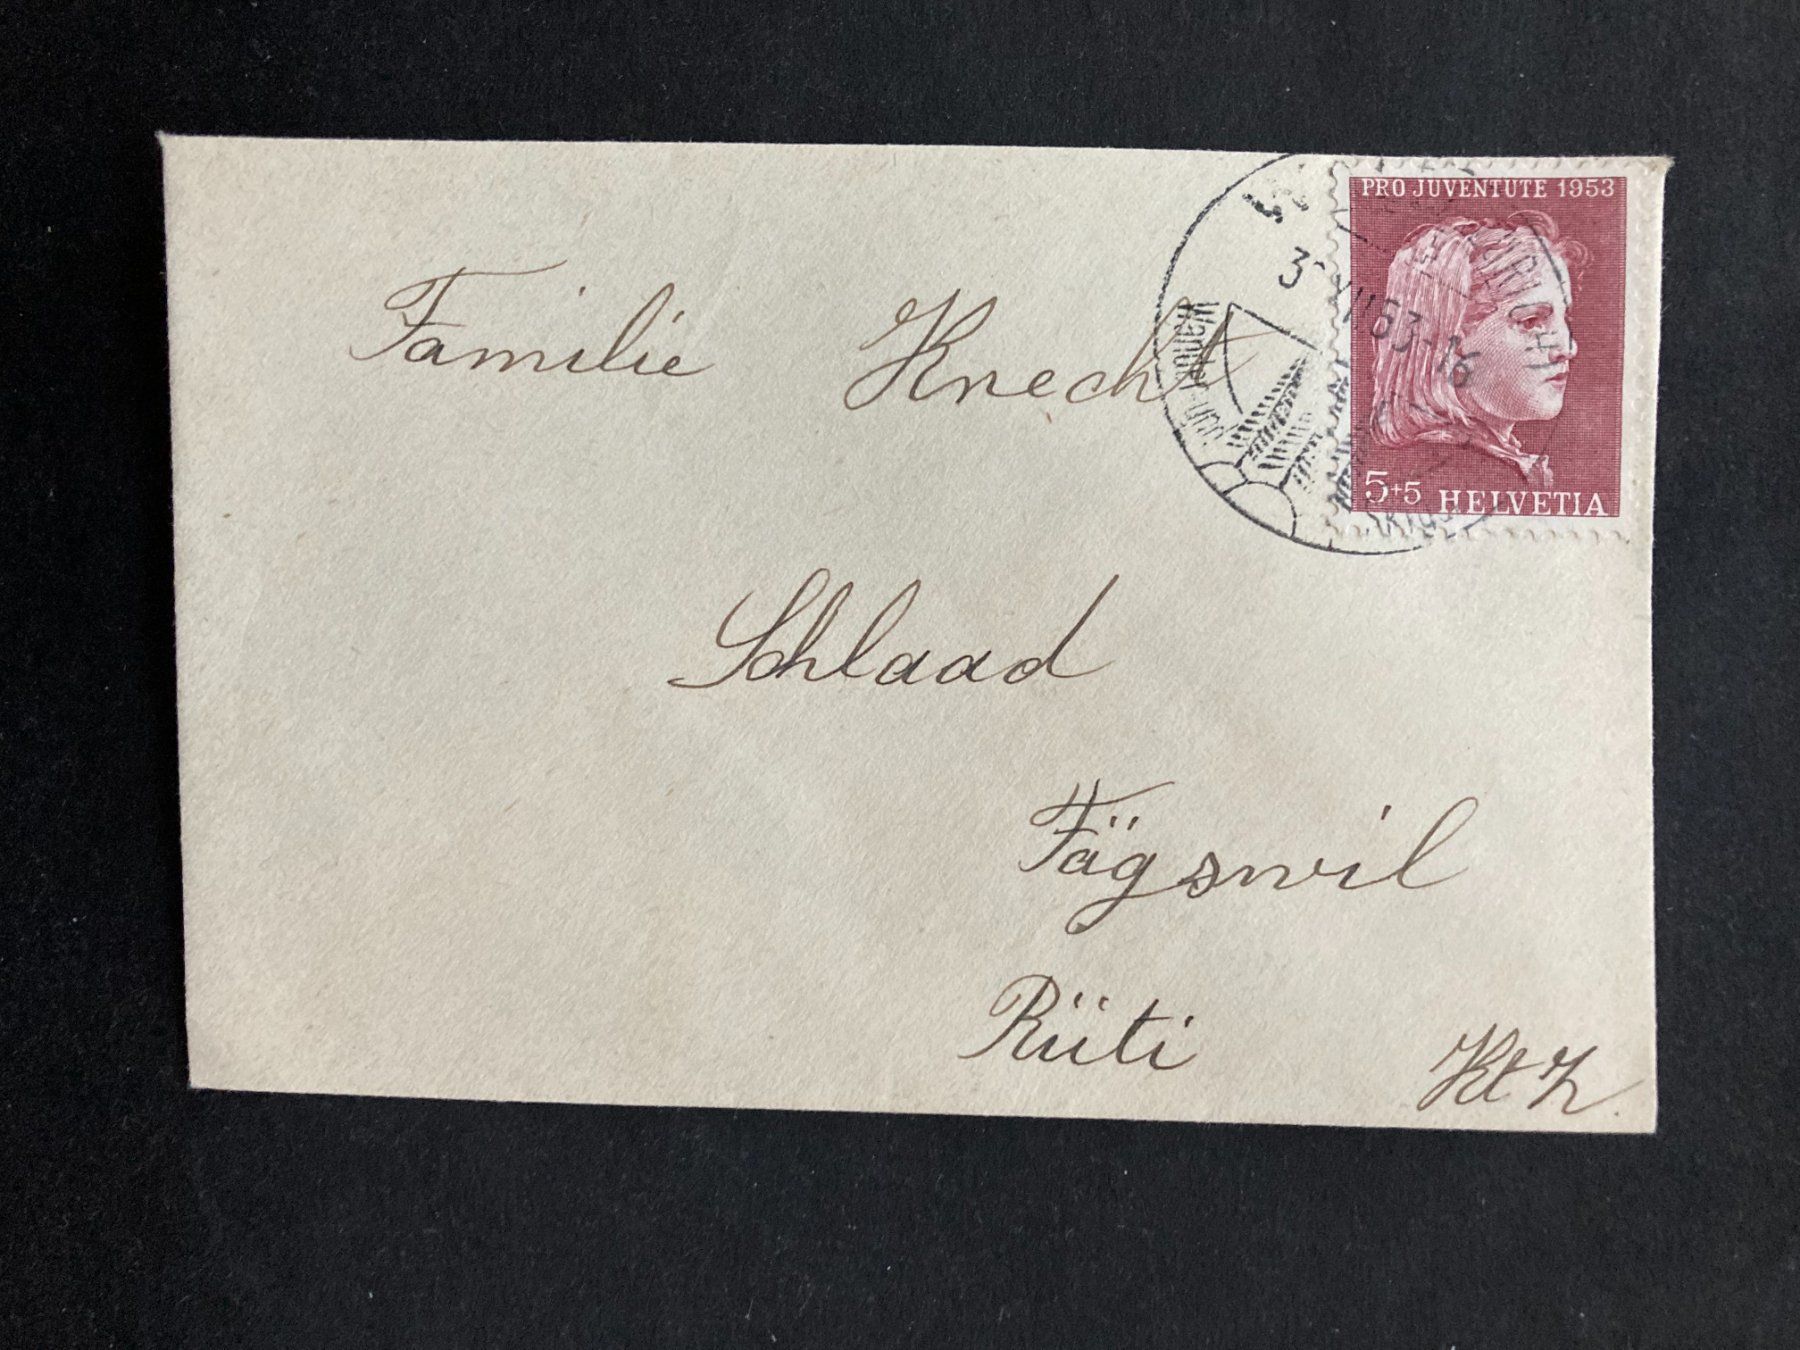 PRO JUVENTUTE 1953
Familie Knecht
5+5 HELVETIA
Schlaad
Fägswil
Rüti
Kt Z.